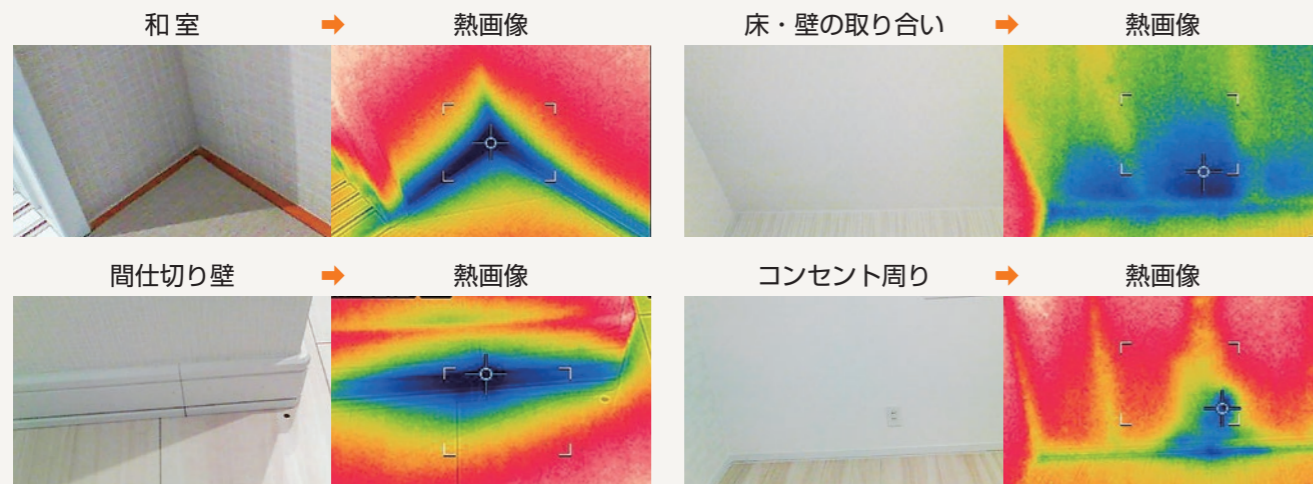 和室 ➡ 熱画像
床・壁の取り合い ➡ 熱画像
間仕切り壁 ➡ 熱画像
コンセント周り ➡ 熱画像